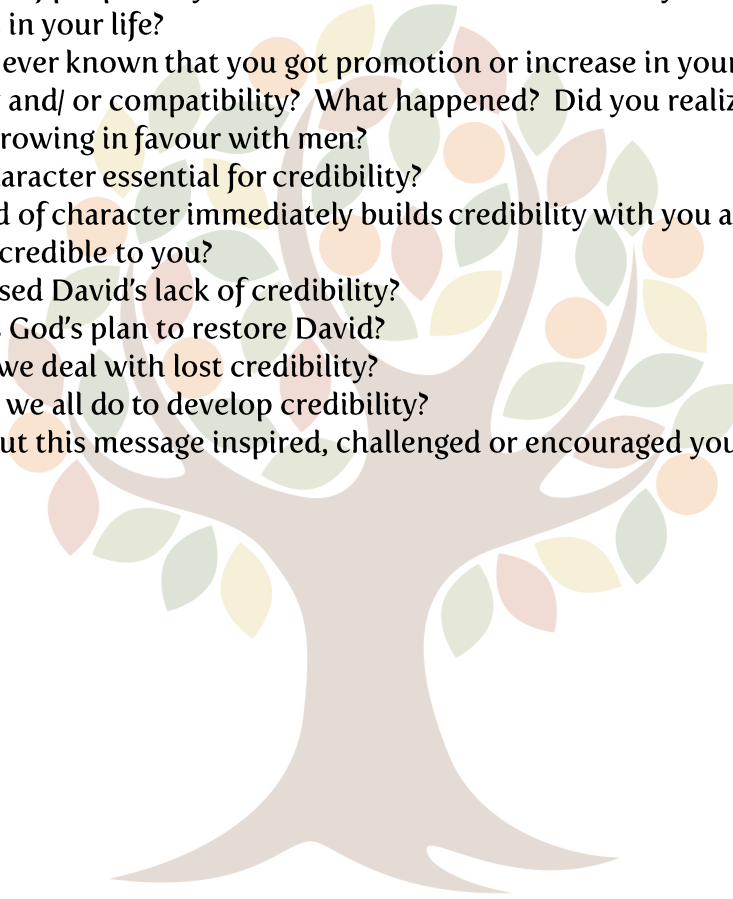 in your life?
ever known that you got promotion or increase in your
and/ or compatibility? What happened? Did you realiz
rowing in favour with men?
aracter essential for credibility?
d of character immediately builds credibility with you a
credible to you?
sed David's lack of credibility?
God's plan to restore David?
we deal with lost credibility?
we all do to develop credibility?
ut this message inspired, challenged or encouraged you